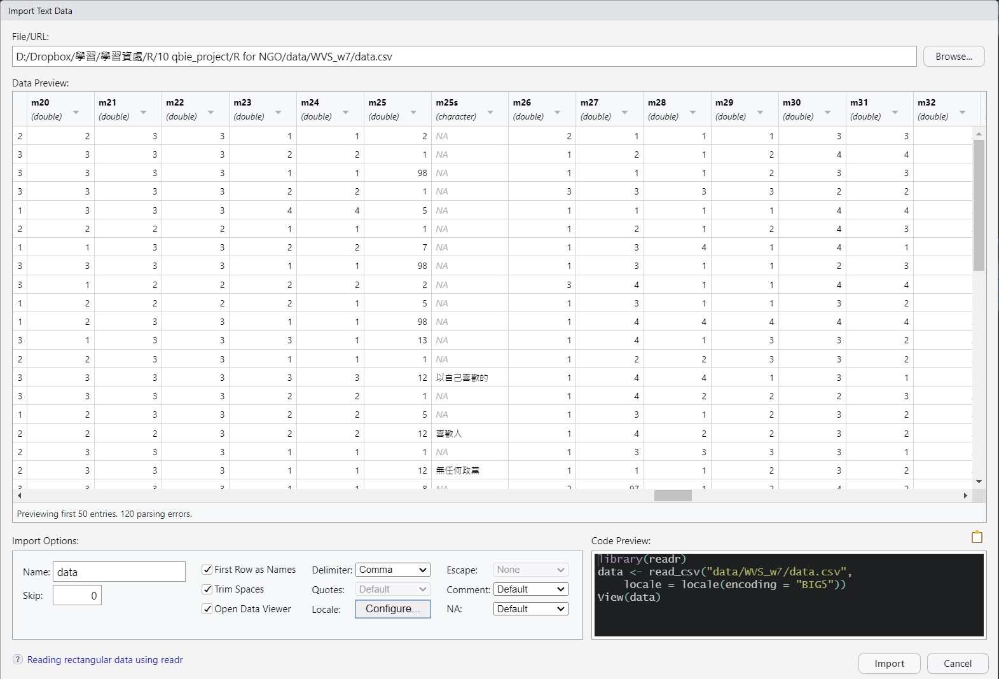 Import Text Data
File/URL:
D:/Dropbox/學習/學習資處/R/10 qbie_project/R for NGO/data/WVS_w7/data.csv
Browse...
Data Preview:
m20 m21 m22 m23 m24 m25 m25s m26 m27 m28 m29 m30 m31 m32
(double) (double) (double) (double) (double) (double) (character) (double) (double) (double) (double) (double) (double) (double)
2 2 3 3 1 1 2 NA 2 1 1 1 3 3
3 3 3 3 2 2 1 NA 1 2 1 2 4 4
3 3 3 3 1 1 98 NA 1 1 1 2 3 3
3 3 3 3 2 2 1 NA 3 3 3 3 2 2
1 3 3 3 4 4 5 NA 1 1 1 1 4 4
2 2 2 2 1 1 1 NA 1 2 1 2 4 3
1 1 3 3 2 2 7 NA 1 3 4 1 4 1
3 3 3 3 1 1 98 NA 1 3 1 1 2 3
3 1 2 2 2 2 2 NA 3 4 1 1 4 4
1 2 2 2 2 1 5 NA 1 3 1 1 3 2
1 2 3 3 1 1 98 NA 1 4 4 4 4 4
3 1 3 3 3 1 13 NA 1 4 1 3 3 2
2 2 3 3 1 1 1 NA 1 2 2 3 3 2
3 3 3 3 3 3 12 以自己喜歡的 1 4 4 1 3 1
3 3 3 3 2 2 1 NA 1 4 2 2 2 3
1 2 3 3 2 2 5 NA 1 3 1 2 3 2
2 2 2 3 2 2 12 喜歡人 1 4 2 2 3 2
2 3 3 3 1 1 1 NA 1 3 3 3 3 1
2 3 3 3 1 1 12 無任何政黨 1 1 1 2 3 2
Previewing first 50 entries. 120 parsing errors.
Import Options:
Name: data
Skip: 0
First Row as Names
Trim Spaces
Open Data Viewer
Delimiter: Comma
Quotes: Default
Locale: Configure...
Escape: None
Comment: Default
NA: Default
Code Preview:
library(readr)
data <- read_csv("data/WVS_w7/data.csv",
    locale = locale(encoding = "BIG5"))
View(data)
? Reading rectangular data using readr
Import
Cancel